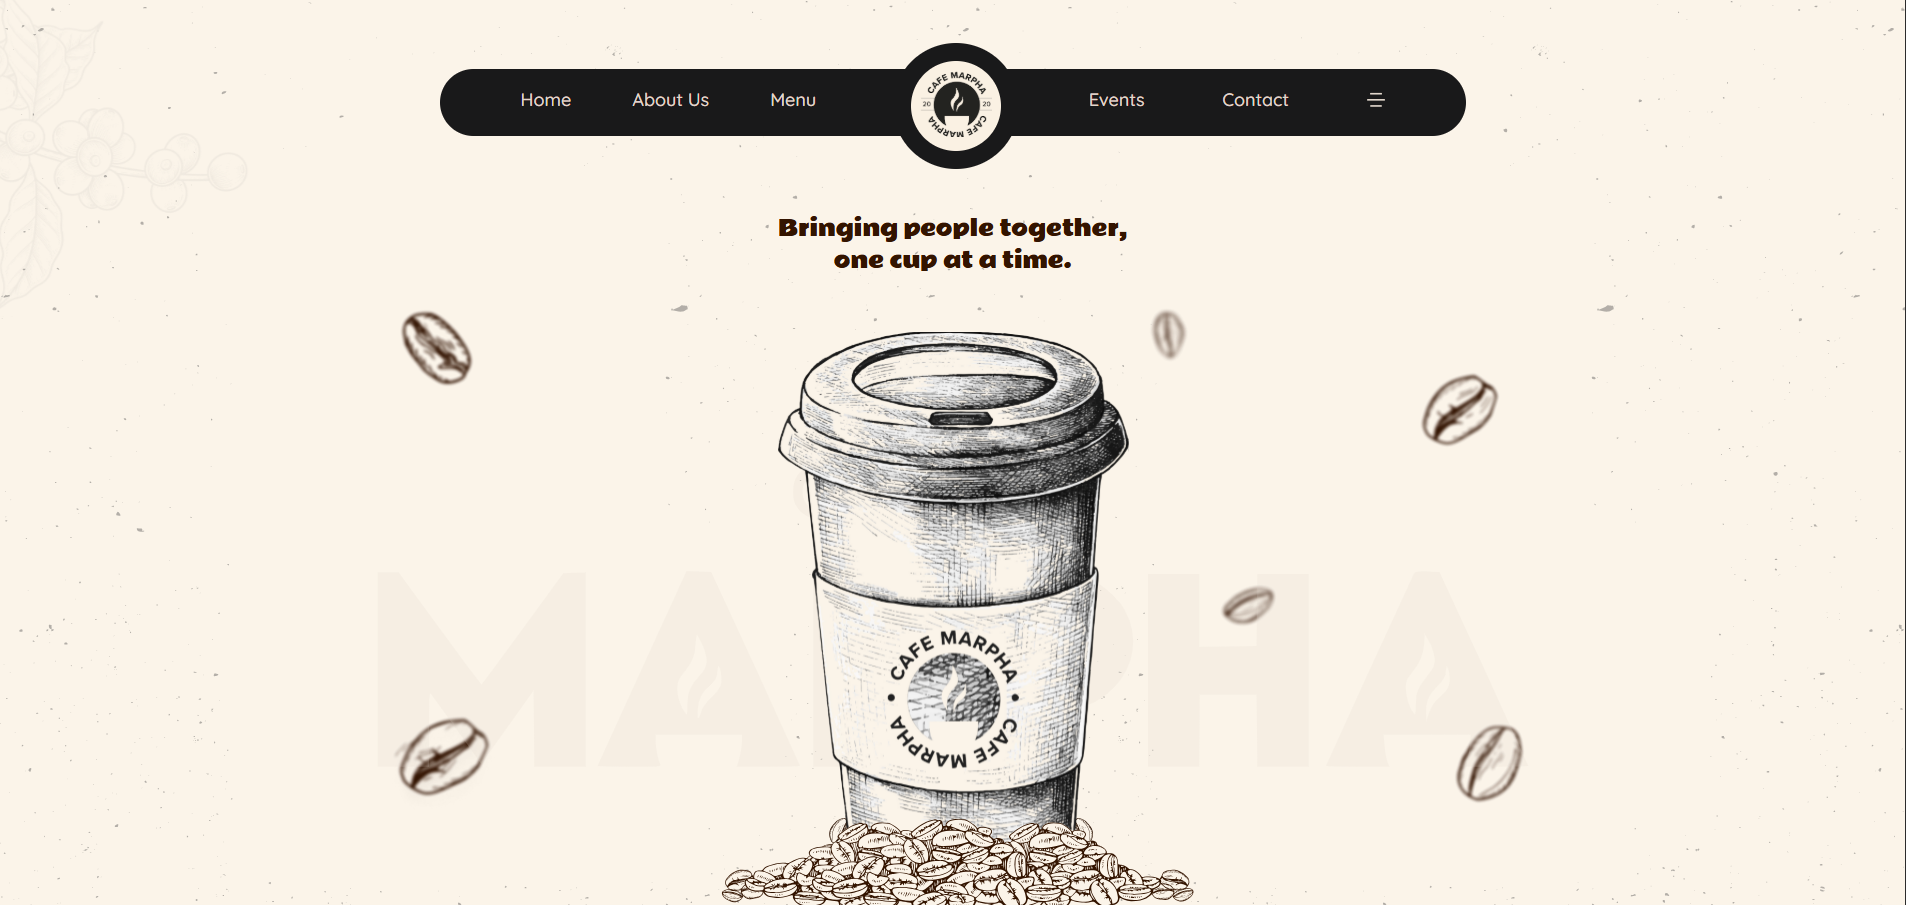 Home
About Us
Menu
CAFE MARPHA
20
20
CAFE MARPHA
Events
Contact
Bringing people together,
one cup at a time.
MARPHA
CAFE MARPHA
CAFE MARPHA